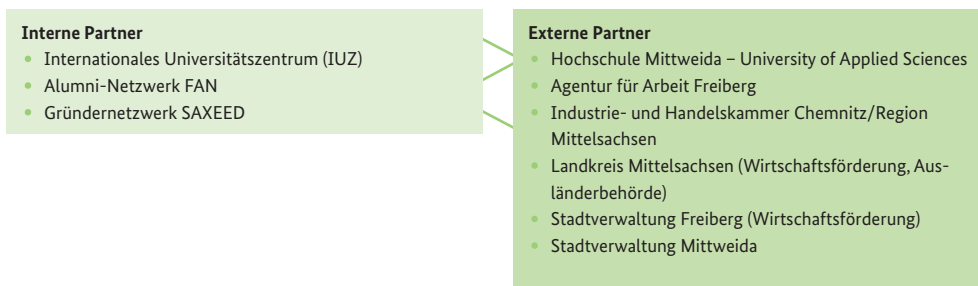 Interne Partner
• Internationales Universitätszentrum (IUZ)
• Alumni-Netzwerk FAN
• Gründernetzwerk SAXEED
Externe Partner
• Hochschule Mittweida – University of Applied Sciences
• Agentur für Arbeit Freiberg
• Industrie- und Handelskammer Chemnitz/Region
Mittelsachsen
• Landkreis Mittelsachsen (Wirtschaftsförderung, Aus-
länderbehörde)
• Stadtverwaltung Freiberg (Wirtschaftsförderung)
• Stadtverwaltung Mittweida